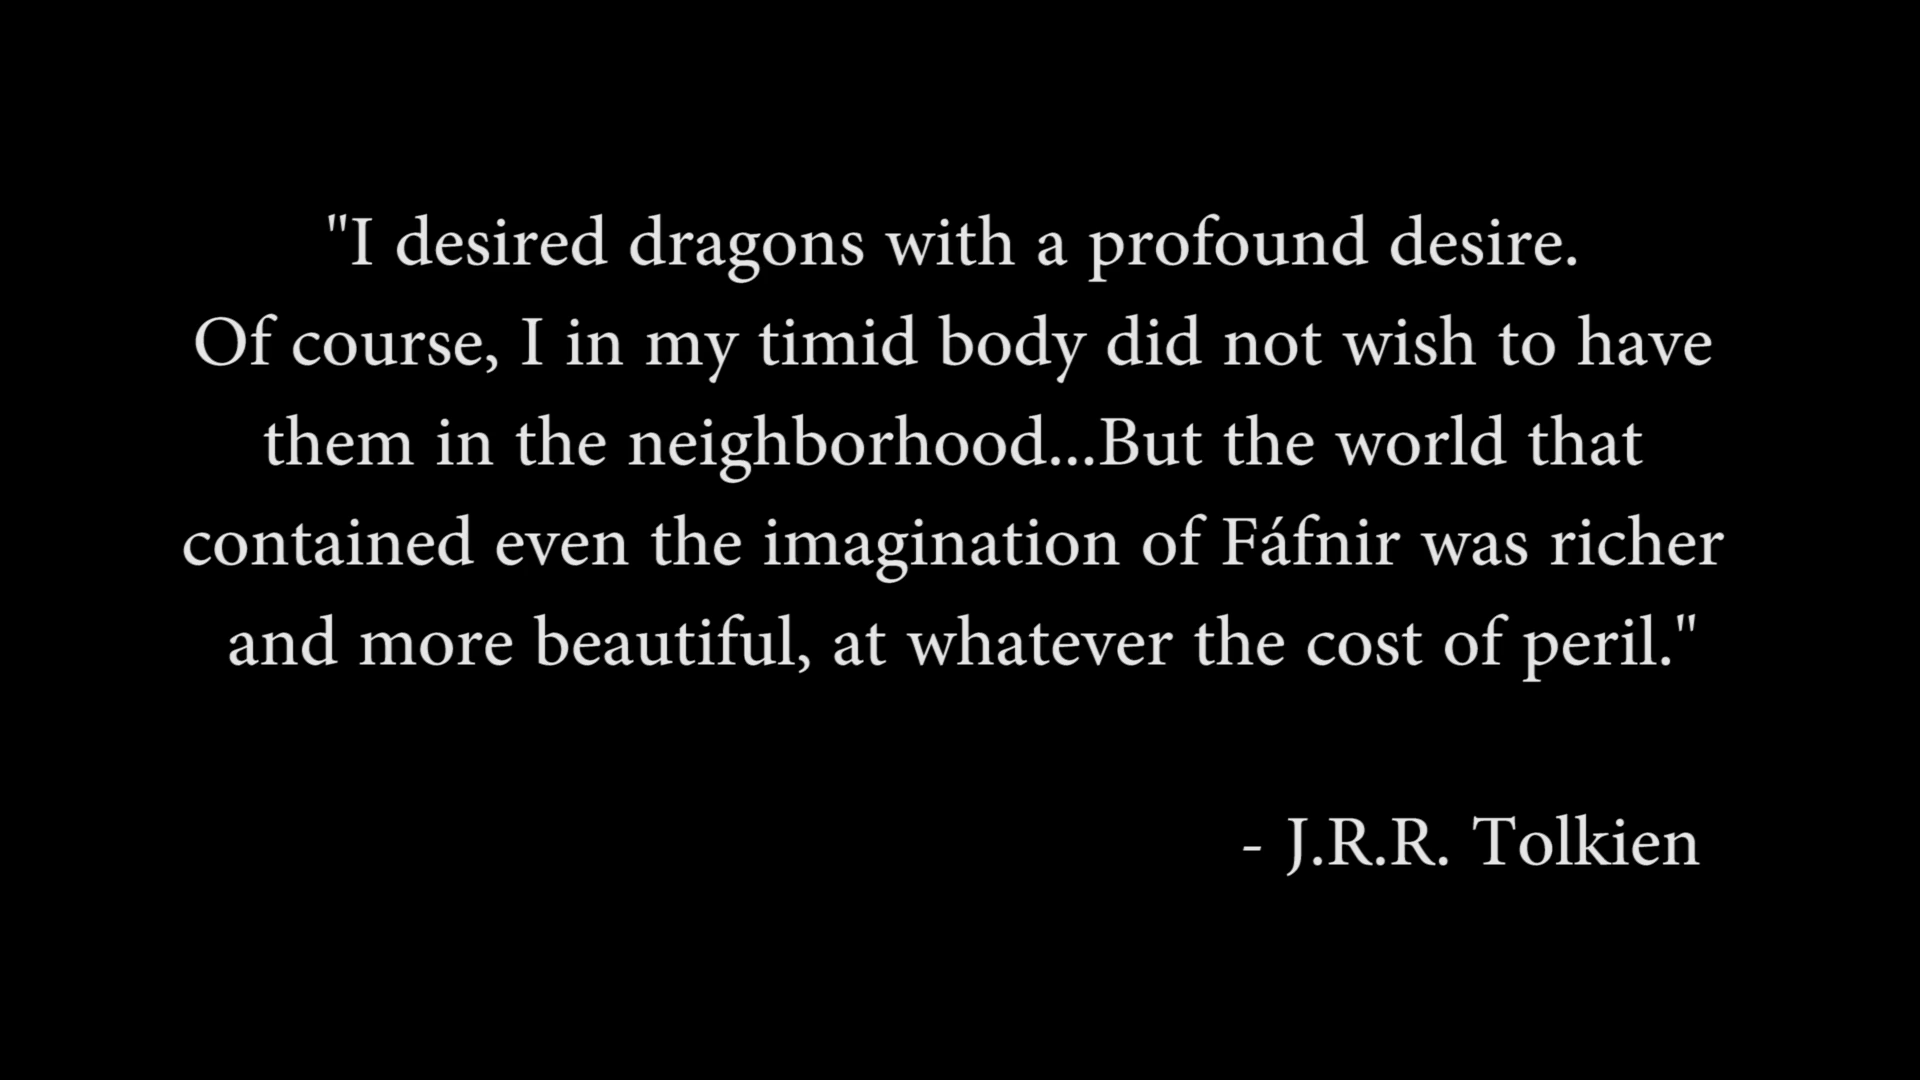 "I desired dragons with a profound desire.
Of course, I in my timid body did not wish to have
them in the neighborhood...But the world that
contained even the imagination of Fáfnir was richer
and more beautiful, at whatever the cost of peril."
- J.R.R. Tolkien